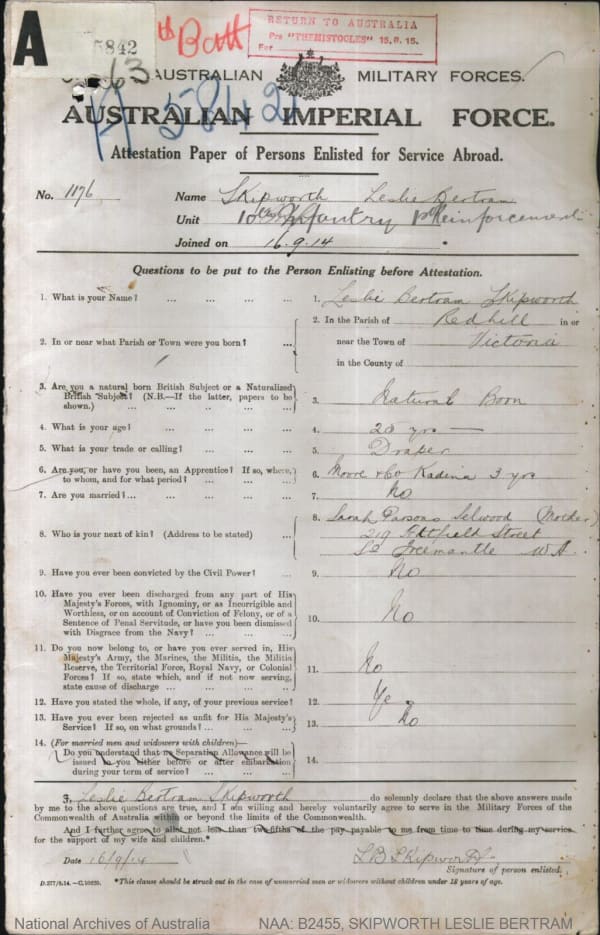 A
5842
63
th Batt
RETURN TO AUSTRALIA
Per "THEMISTOCLES" 15.9.15.
For
AUSTRALIAN MILITARY FORCES.
AUSTRALIAN IMPERIAL FORCE.
Attestation Paper of Persons Enlisted for Service Abroad.
No. 1176
Name Skipworth Leslie Bertram
Unit 10th Infantry 1st Reinforcement
Joined on 16.9.14
Questions to be put to the Person Enlisting before Attestation.
1. What is your Name? ... ... ... ... 1. Leslie Bertram Skipworth
2. In or near what Parish or Town were you born? ... 2. In the Parish of Redhill in or
near the Town of Victoria
in the County of
3. Are you a natural born British Subject or a Naturalized
British Subject? (N.B.—If the latter, papers to be
shown.) ... ... ... ... ... 3. Natural Born
4. What is your age? ... ... ... ... 4. 20 yrs —
5. What is your trade or calling? ... ... ... 5. Draper
6. Are you, or have you been, an Apprentice? If so, where,
to whom, and for what period? ... ... ... 6. Moore & Co Kadina 3 yrs
7. Are you married? ... ... ... ... ... 7. No
8. Who is your next of kin? (Address to be stated) ... 8. Sarah Parsons Selwood (Mother)
219 Attfield Street
So Freemantle W A.
9. Have you ever been convicted by the Civil Power? ... 9. No
10. Have you ever been discharged from any part of His
Majesty's Forces, with Ignominy, or as Incorrigible and
Worthless, or on account of Conviction of Felony, or of a
Sentence of Penal Servitude, or have you been dismissed
with Disgrace from the Navy? ... ... ... 10. No
11. Do you now belong to, or have you ever served in, His
Majesty's Army, the Marines, the Militia, the Militia
Reserve, the Territorial Force, Royal Navy, or Colonial
Forces? If so, state which, and if not now serving,
state cause of discharge ... ... ... ... 11. No
12. Have you stated the whole, if any, of your previous service? 12. Ye
13. Have you ever been rejected as unfit for His Majesty's
Service? If so, on what grounds? ... ... ... 13. No
14. (For married men and widowers with children)—
Do you understand that no Separation Allowance will be
issued to you either before or after embarkation
during your term of service? ... ... ... 14.
I, Leslie Bertram Skipworth do solemnly declare that the above answers made
by me to the above questions are true, and I am willing and hereby voluntarily agree to serve in the Military Forces of the
Commonwealth of Australia within or beyond the limits of the Commonwealth.
And I further agree to allot not less than two-fifths of the pay payable to me from time to time during my service
for the support of my wife and children.*
Date 16/9/14 L B Skipworth
Signature of person enlisted.
*This clause should be struck out in the case of unmarried men or widowers without children under 18 years of age.
National Archives of Australia NAA: B2455, SKIPWORTH LESLIE BERTRAM